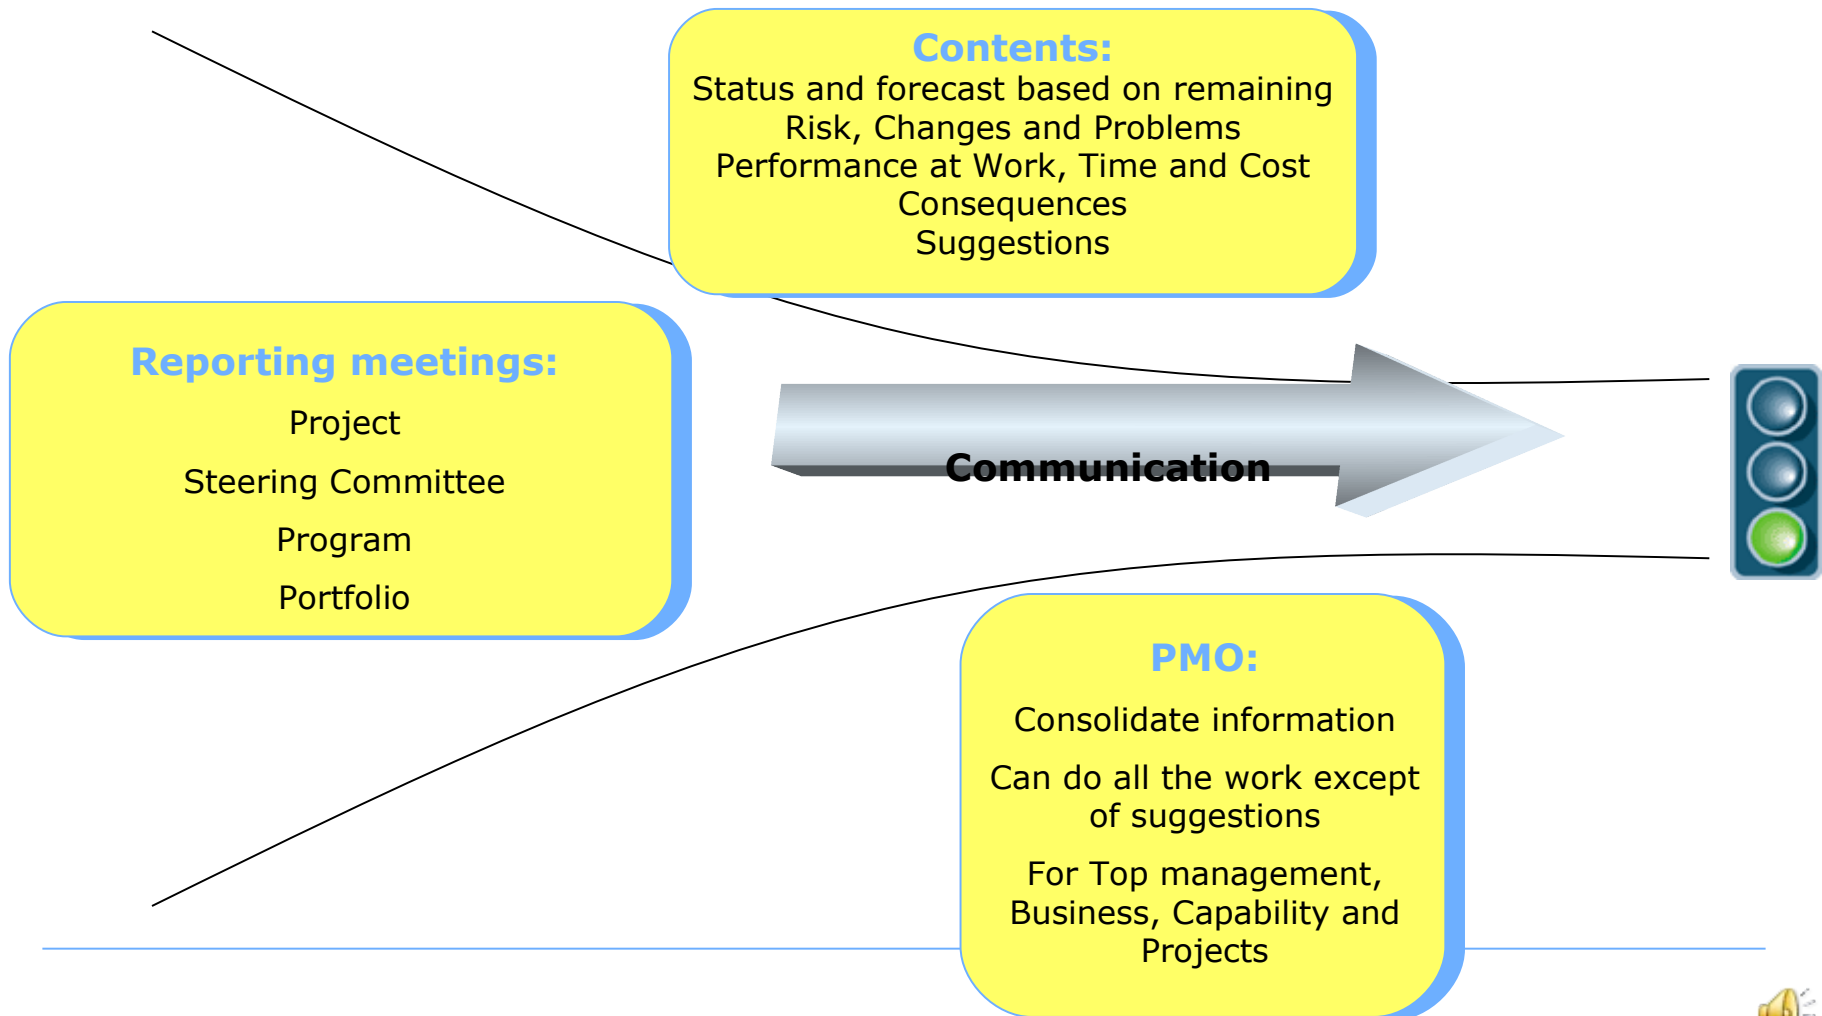 Contents:
Status and forecast based on remaining
Risk, Changes and Problems
Performance at Work, Time and Cost
Consequences
Suggestions
Reporting meetings:
Project
Steering Committee
Program
Portfolio
Communication
PMO:
Consolidate information
Can do all the work except
of suggestions
For Top management,
Business, Capability and
Projects